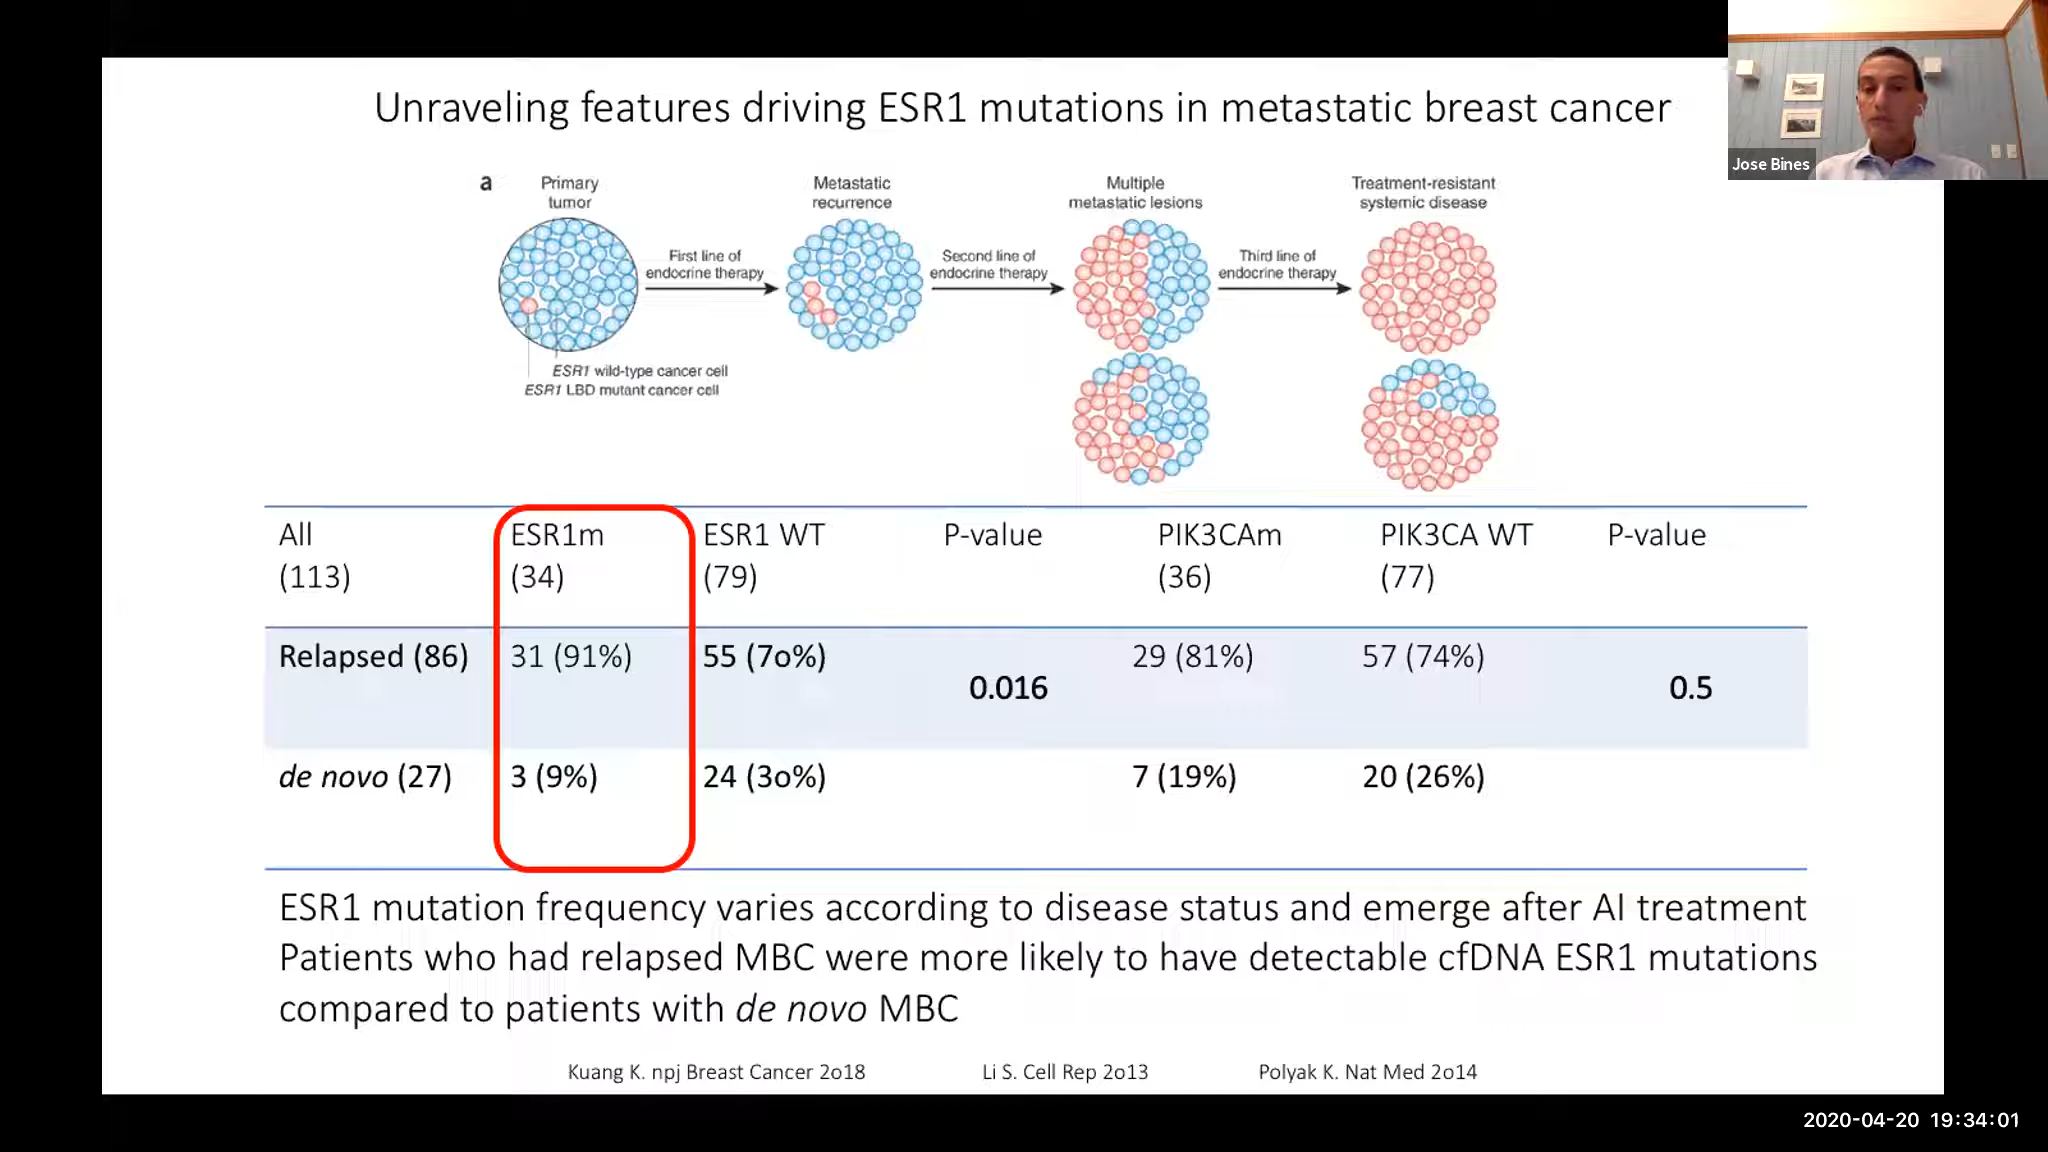 Unraveling features driving ESR1 mutations in metastatic breast cancer
Jose Bines
a
Primary
tumor
Metastatic
recurrence
Multiple
metastatic lesions
Treatment-resistant
systemic disease
First line of
endocrine therapy
Second line of
endocrine therapy
Third line of
endocrine therapy
ESR1 wild-type cancer cell
ESR1 LBD mutant cancer cell
All
(113)
ESR1m
(34)
ESR1 WT
(79)
P-value
PIK3CAm
(36)
PIK3CA WT
(77)
P-value
Relapsed (86) 31 (91%) 55 (7o%) 0.016 29 (81%) 57 (74%) 0.5
de novo (27) 3 (9%) 24 (3o%) 7 (19%) 20 (26%)
ESR1 mutation frequency varies according to disease status and emerge after AI treatment
Patients who had relapsed MBC were more likely to have detectable cfDNA ESR1 mutations
compared to patients with de novo MBC
Kuang K. npj Breast Cancer 2o18 Li S. Cell Rep 2o13 Polyak K. Nat Med 2o14
2020-04-20 19:34:01